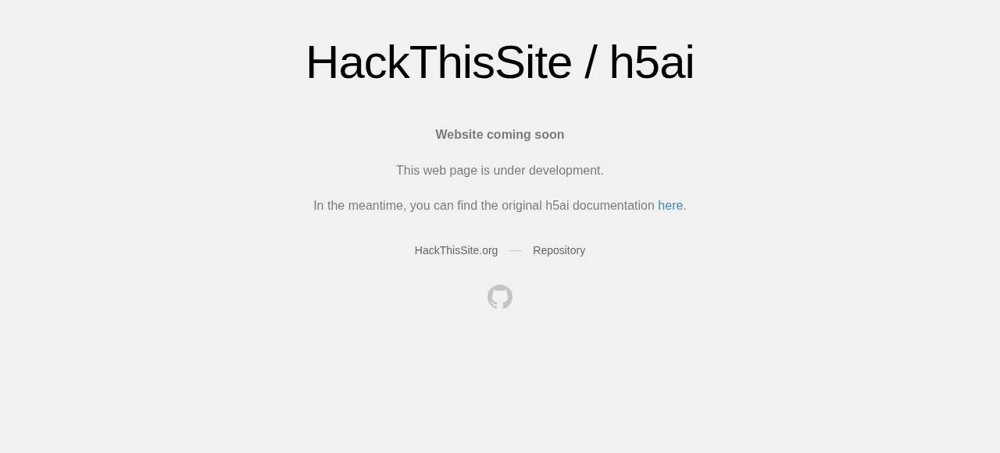 HackThisSite / h5ai
Website coming soon
This web page is under development.
In the meantime, you can find the original h5ai documentation here.
HackThisSite.org — Repository